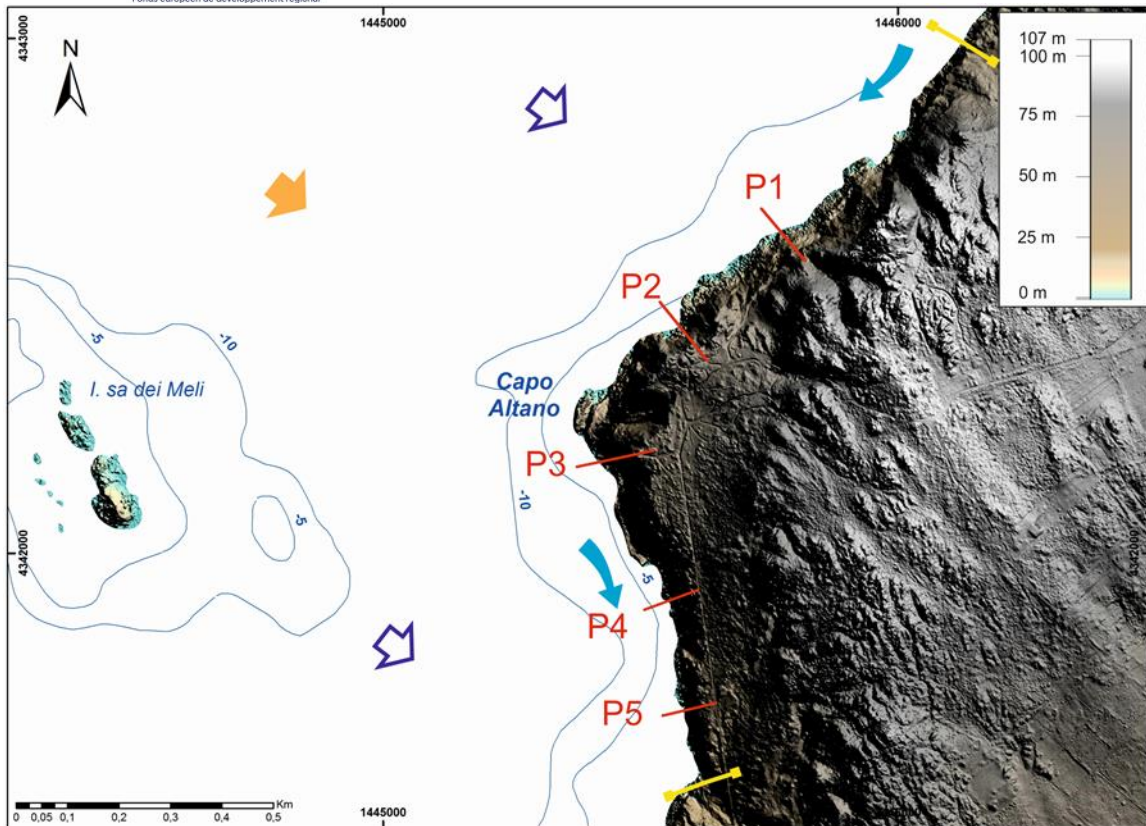 Fonds européen de développement régional
1445000
1446000
4343000
N
107 m
100 m
75 m
50 m
25 m
0 m
P1
P2
-5
-10
I. sa dei Meli
Capo
Altano
P3
-10
-5
4342000
4342000
-5
P4
P5
Km
0 0,05 0,1 0,2 0,3 0,4 0,5
1445000